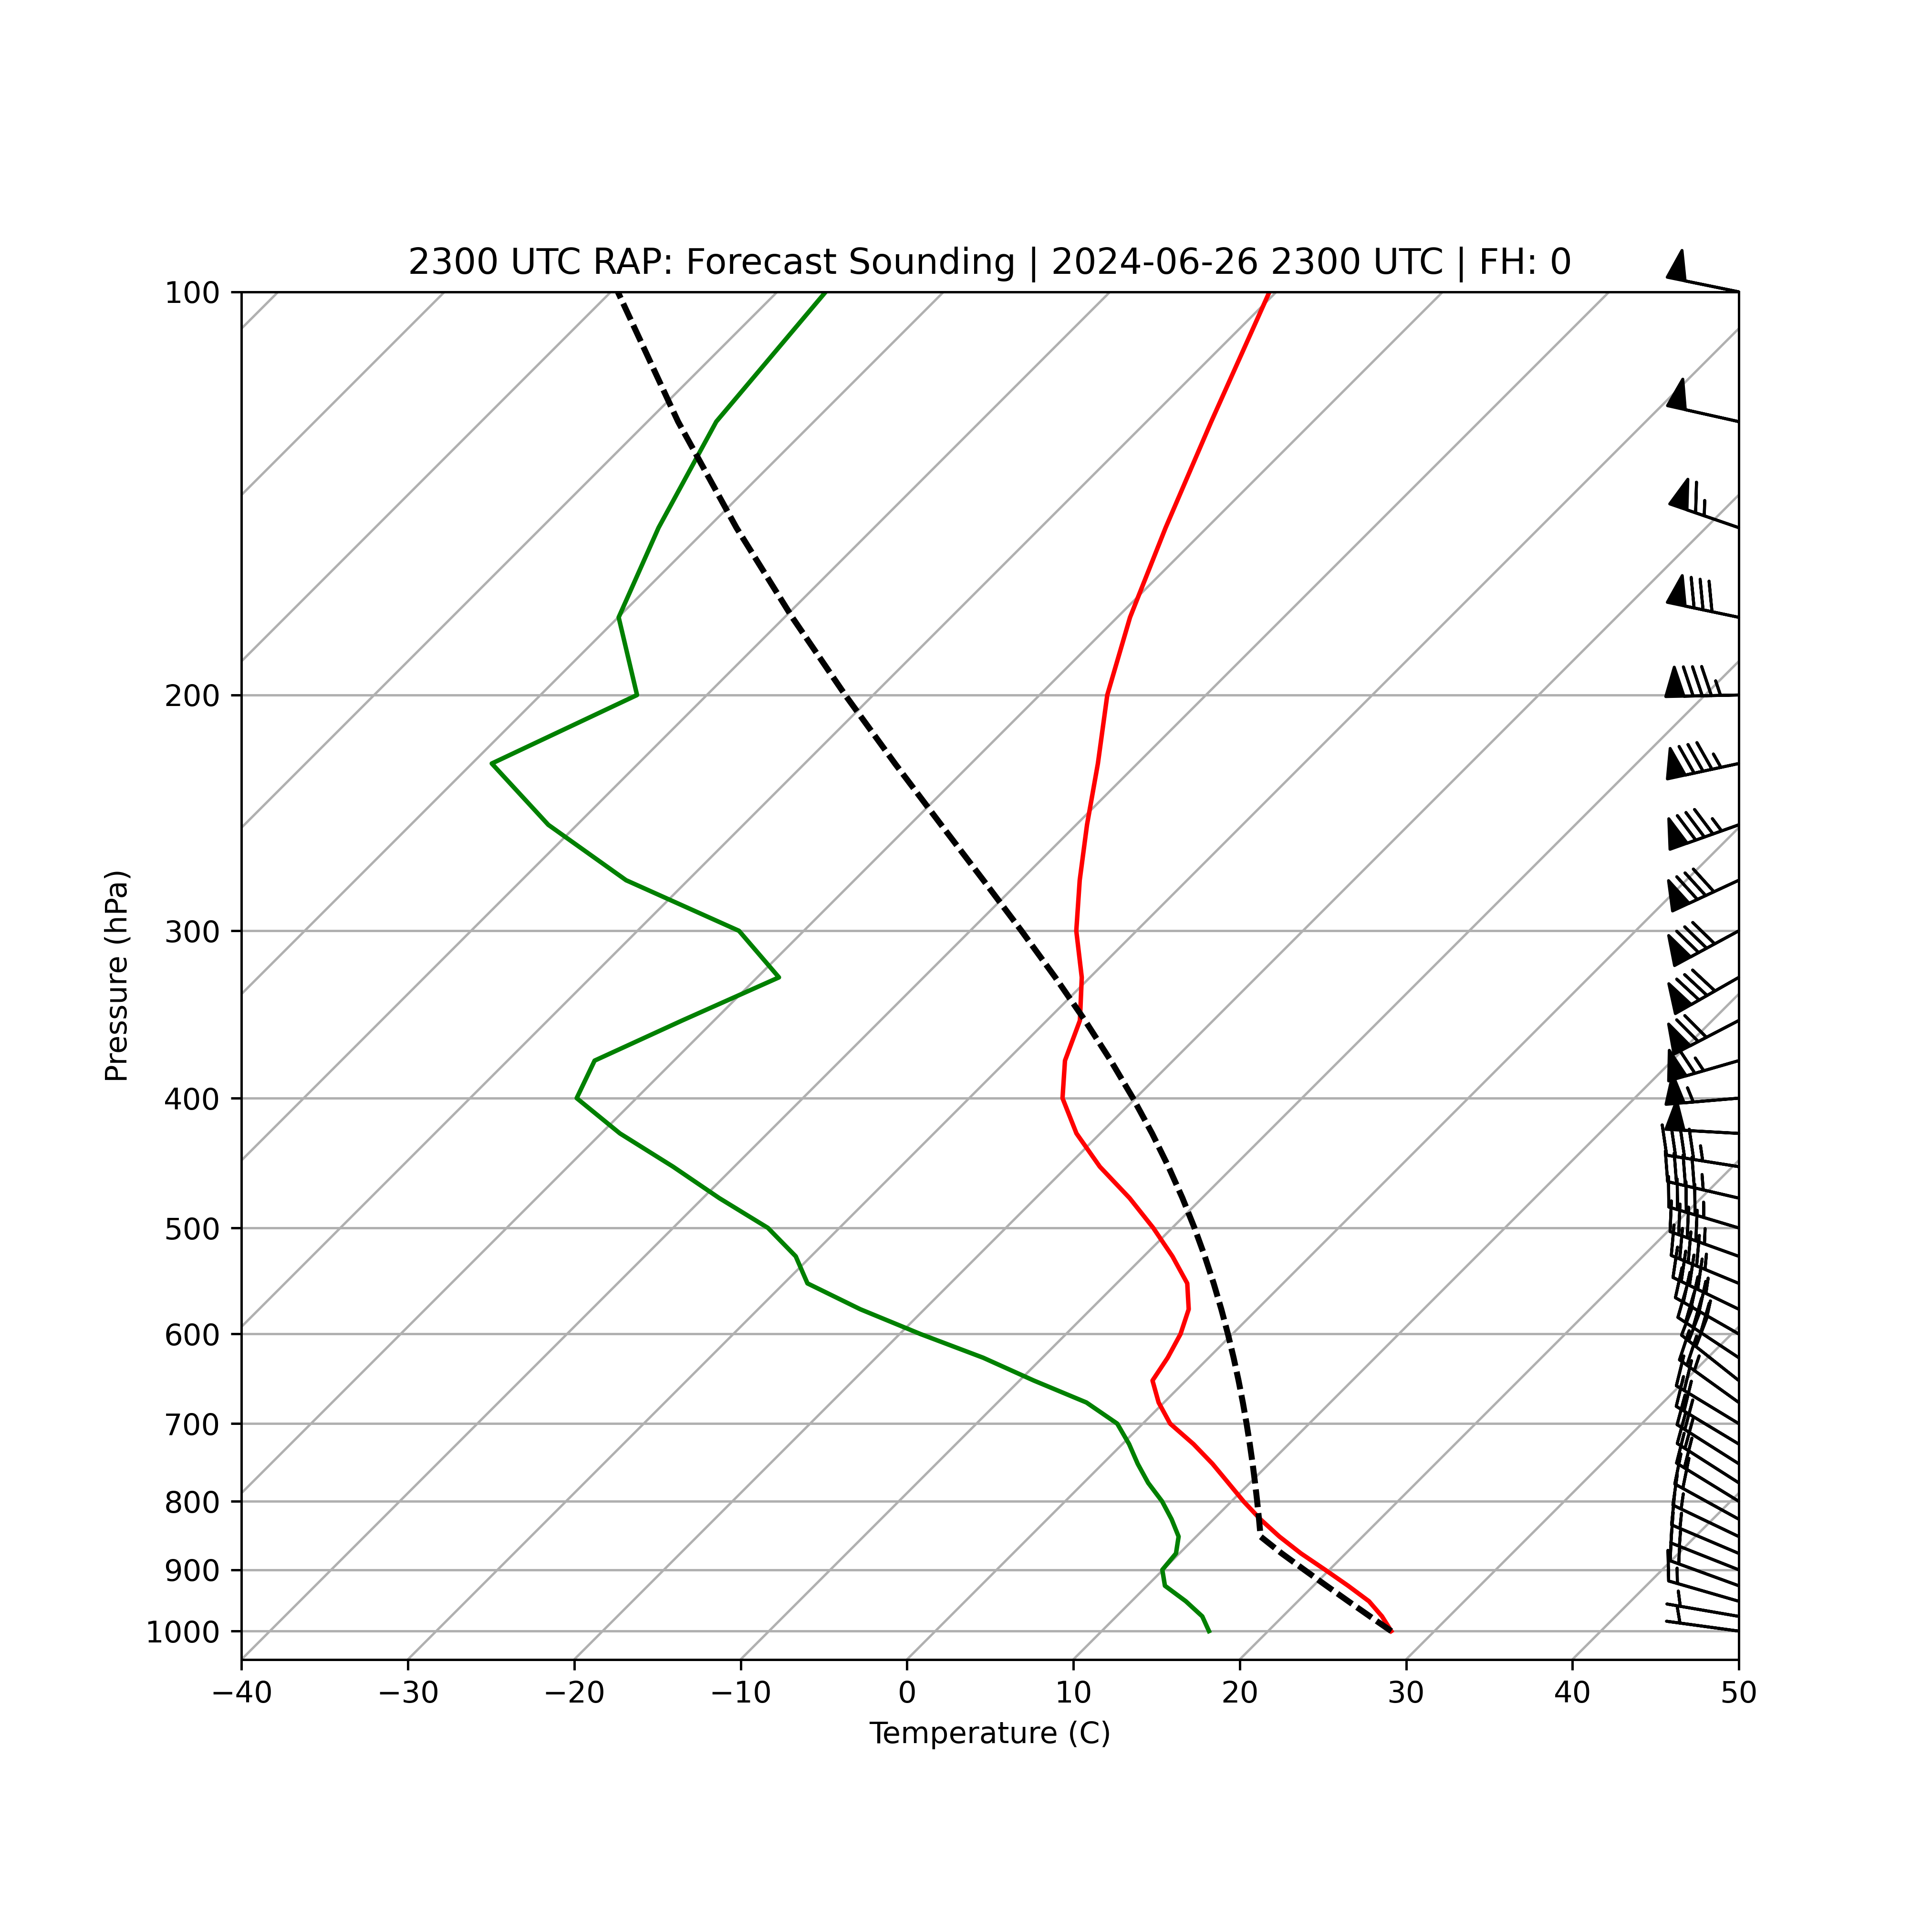 2300 UTC RAP: Forecast Sounding | 2024-06-26 2300 UTC | FH: 0
100
200
300
400
500
600
700
800
900
1000
Pressure (hPa)
−40 −30 −20 −10 0 10 20 30 40 50
Temperature (C)